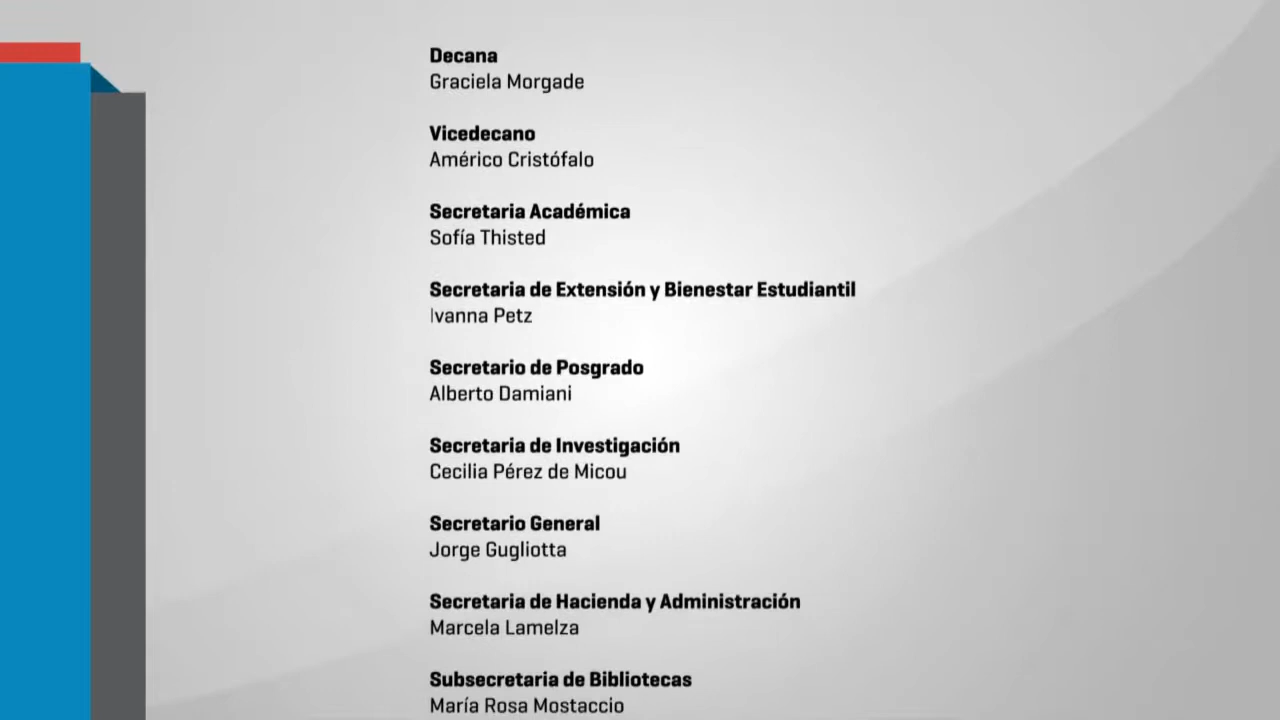 Decana
Graciela Morgade
Vicedecano
Américo Cristófalo
Secretaria Académica
Sofía Thisted
Secretaria de Extensión y Bienestar Estudiantil
Ivanna Petz
Secretario de Posgrado
Alberto Damiani
Secretaria de Investigación
Cecilia Pérez de Micou
Secretario General
Jorge Gugliotta
Secretaria de Hacienda y Administración
Marcela Lamelza
Subsecretaria de Bibliotecas
María Rosa Mostaccio